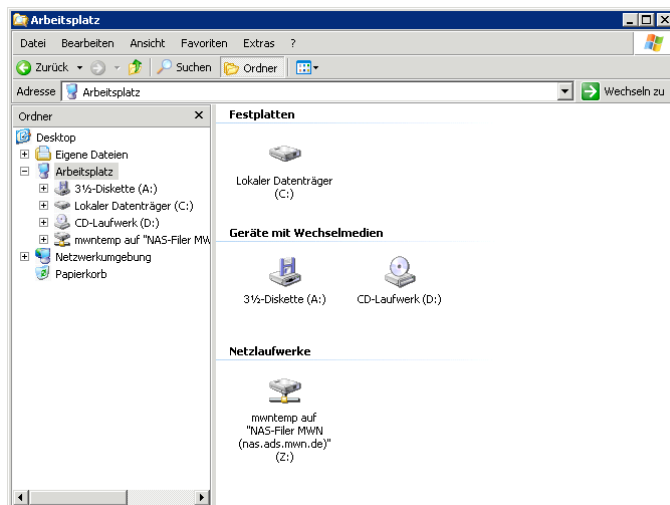 Arbeitsplatz
Datei Bearbeiten Ansicht Favoriten Extras ?
Zurück Suchen Ordner
Adresse Arbeitsplatz Wechseln zu
Ordner
Desktop
Eigene Dateien
Arbeitsplatz
3½-Diskette (A:)
Lokaler Datenträger (C:)
CD-Laufwerk (D:)
mwntemp auf "NAS-Filer MW
Netzwerkumgebung
Papierkorb
Festplatten
Lokaler Datenträger
(C:)
Geräte mit Wechselmedien
3½-Diskette (A:) CD-Laufwerk (D:)
Netzlaufwerke
mwntemp auf
"NAS-Filer MWN
(nas.ads.mwn.de)"
(Z:)